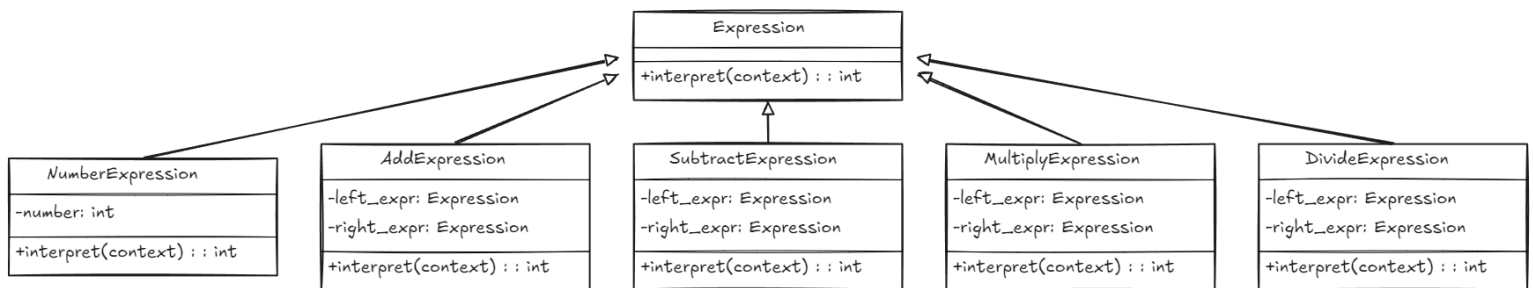 Expression
+interpret(context) : : int
NumberExpression
-number: int
+interpret(context) : : int
AddExpression
-left_expr: Expression
-right_expr: Expression
+interpret(context) : : int
SubtractExpression
-left_expr: Expression
-right_expr: Expression
+interpret(context) : : int
MultiplyExpression
-left_expr: Expression
-right_expr: Expression
+interpret(context) : : int
DivideExpression
-left_expr: Expression
-right_expr: Expression
+interpret(context) : : int